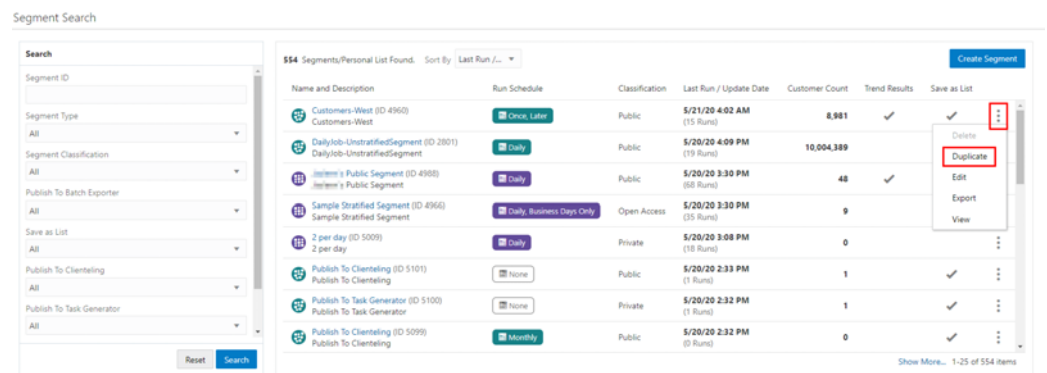 Segment Search
Search
Segment ID
Segment Type
All
Segment Classification
All
Publish To Batch Exporter
All
Save as List
All
Publish To Clienteling
All
Publish To Task Generator
All
Reset Search
554 Segments/Personal List Found. Sort By Last Run /... Create Segment
Name and Description Run Schedule Classification Last Run / Update Date Customer Count Trend Results Save as List
Customers-West (ID 4960) Once, Later Public 5/21/20 4:02 AM 8,981
Customers-West (15 Runs)
DailyJob-UnstratifiedSegment (ID 2801) Daily Public 5/20/20 4:09 PM 10,004,389
DailyJob-UnstratifiedSegment (19 Runs)
Public Segment (ID 4988) Daily Public 5/20/20 3:30 PM 48
Public Segment (68 Runs)
Sample Stratified Segment (ID 4966) Daily, Business Days Only Open Access 5/20/20 3:30 PM 9
Sample Stratified Segment (35 Runs)
2 per day (ID 5009) Daily Private 5/20/20 3:08 PM 0
2 per day (18 Runs)
Publish To Clienteling (ID 5101) None Public 5/20/20 2:33 PM 1
Publish To Clienteling (1 Runs)
Publish To Task Generator (ID 5100) None Private 5/20/20 2:32 PM 1
Publish To Task Generator (1 Runs)
Publish To Clienteling (ID 5099) Monthly Public 5/20/20 2:32 PM 0
Publish To Clienteling (0 Runs)
Delete
Duplicate
Edit
Export
View
Show More... 1-25 of 554 items